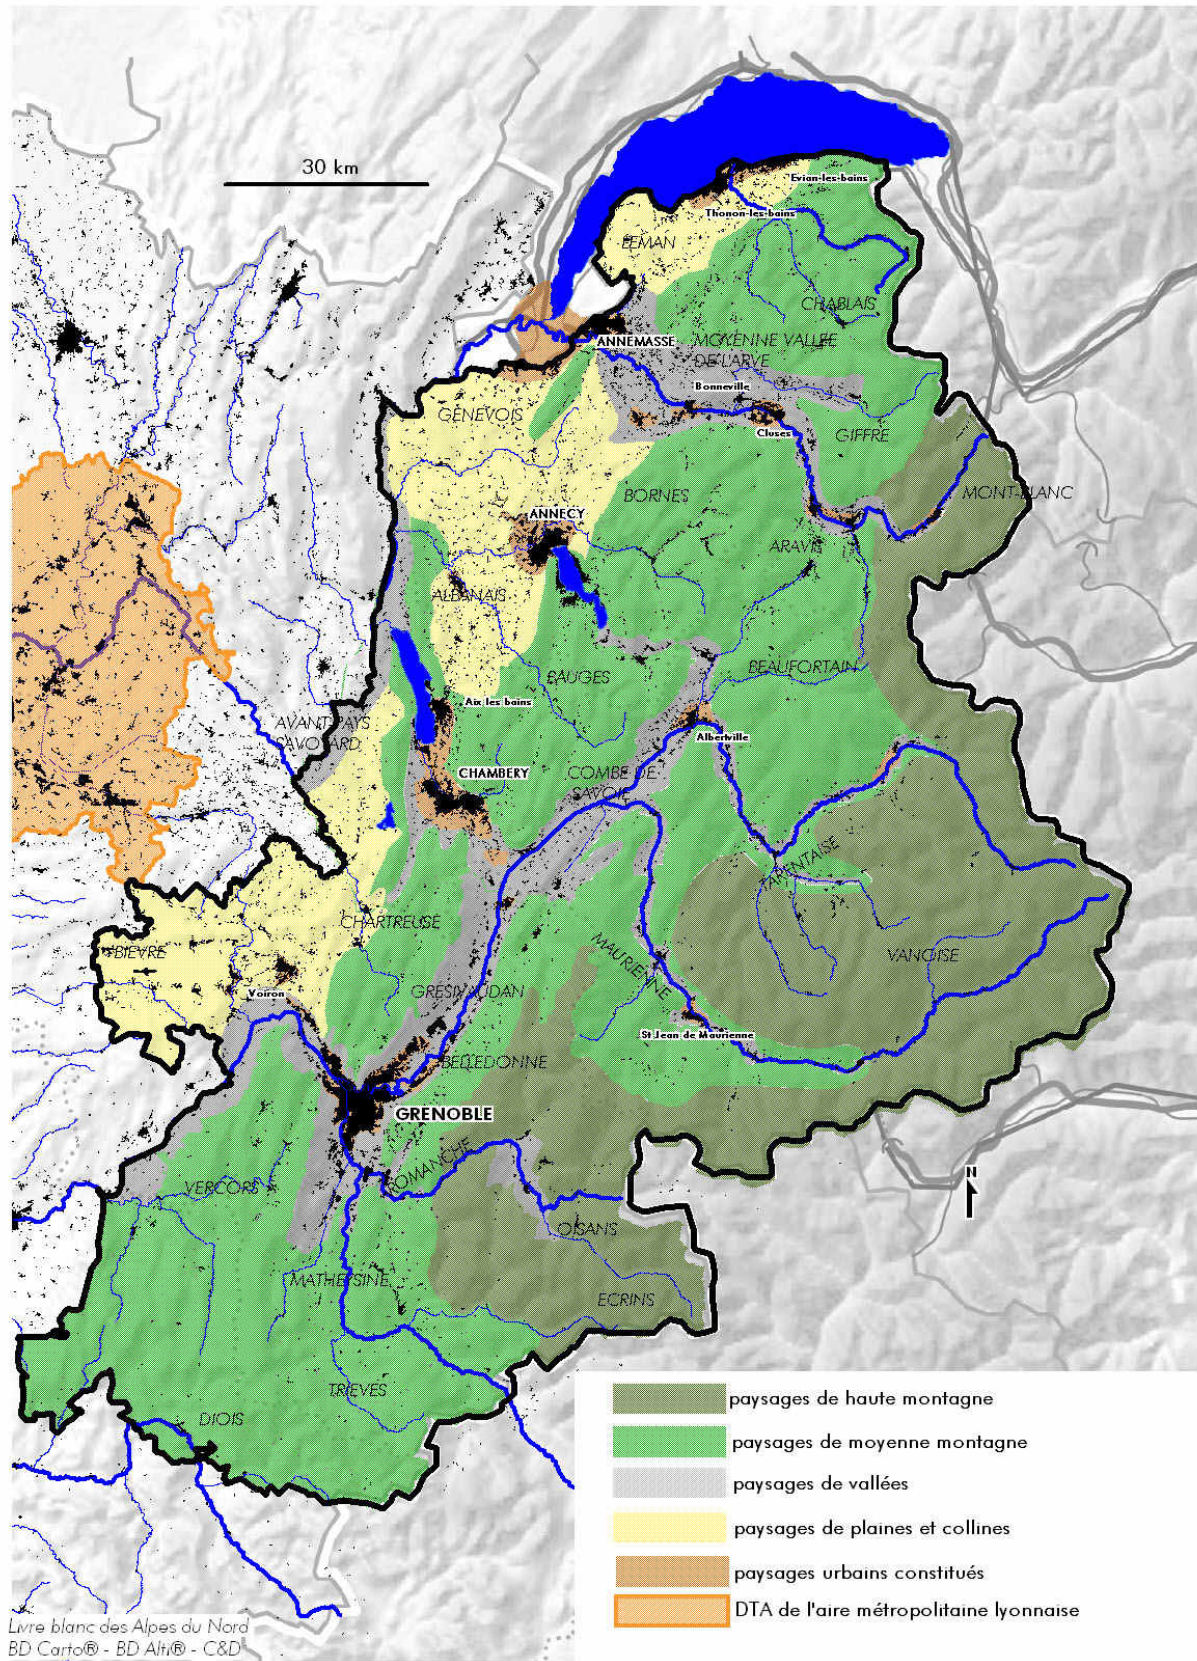 30 km
Evian-les-bains
Thonon-les-bains
LEMAN
CHABLAIS
ANNEMASSE
MOYENNE VALLEE
DE L'ARVE
Bonneville
GENEVOIS
Cluses
GIFFRE
MONT-BLANC
BORNES
ANNECY
ARAVIS
ALBANAIS
BAUGES
BEAUFORTAIN
Aix les bains
AVANT PAYS
SAVOYARD
Albertville
CHAMBERY
COMBE DE
SAVOIE
TARENTAISE
CHARTREUSE
BIEVRE
MAURIENNE
VANOISE
Voiron
GRESIVAUDAN
St Jean de Maurienne
BELLEDONNE
GRENOBLE
ROMANCHE
N
VERCORS
OISANS
MATHEYSINE
ECRINS
TRIEVES
DIOIS
paysages de haute montagne
paysages de moyenne montagne
paysages de vallées
paysages de plaines et collines
paysages urbains constitués
DTA de l'aire métropolitaine lyonnaise
Livre blanc des Alpes du Nord
BD Carto® - BD Alti® - C&D